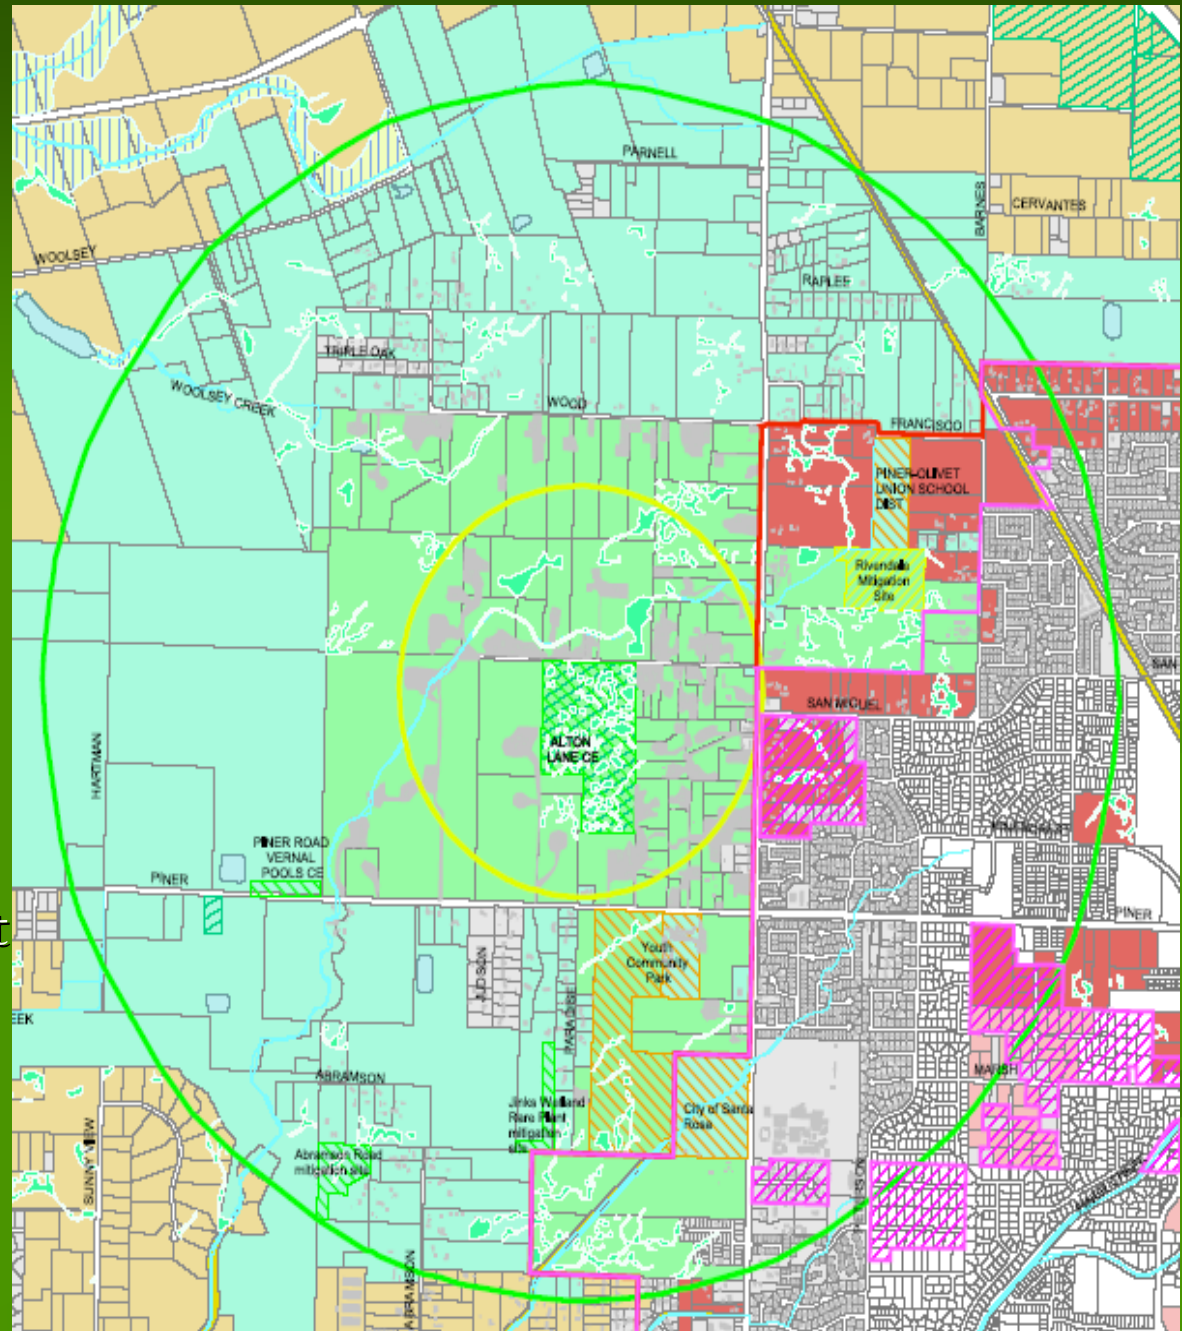 PARNELL
BARNES
CERVANTES
WOOLSEY
RAPLEE
TRIPLE OAK
WOOLSEY CREEK
WOOD
FRANCISCO
PINER-OLIVET
UNION SCHOOL
DIST
Rivendale
Mitigation
Site
SAN
SAN MIGUEL
ALTON
LANE CE
HARTMAN
PINER ROAD
VERNAL
POOLS CE
PINER
PINER
t
Youth
Community
Park
JUDSON
PARADISE
EEK
ABRAMSON
MARSH
Jinks Wetland
Rare Plant
mitigation
site
City of Santa
Rosa
Abramson Road
mitigation site
SUNNY VIEW
ABRAMSON